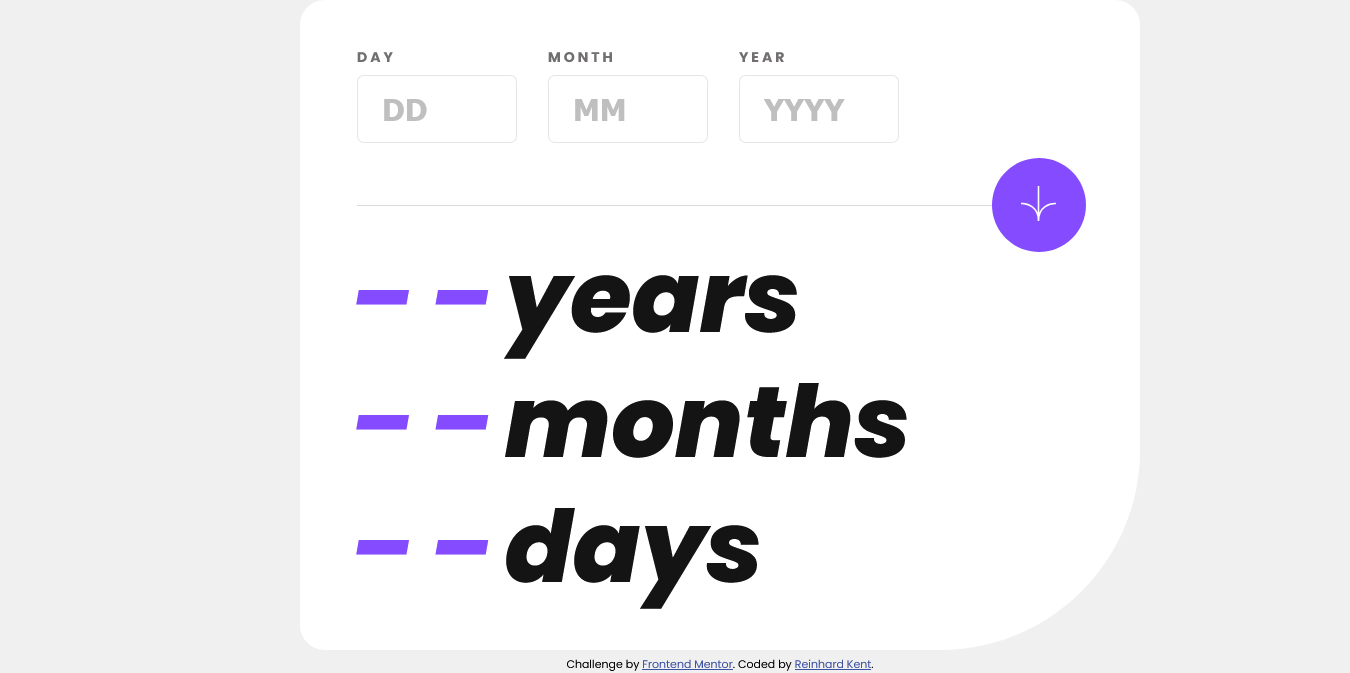 DAY MONTH YEAR
DD MM YYYY
– – years
– – months
– – days
Challenge by Frontend Mentor. Coded by Reinhard Kent.